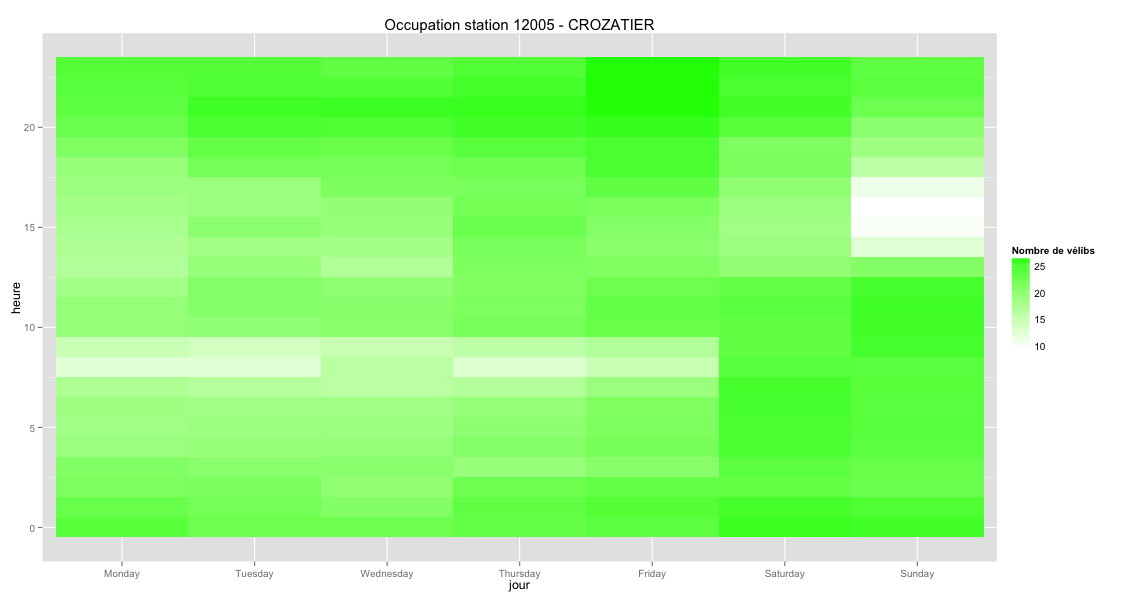 Occupation station 12005 - CROZATIER
heure
20
15
10
5
0
Monday Tuesday Wednesday Thursday Friday Saturday Sunday
jour
Nombre de vélibs
25
20
15
10